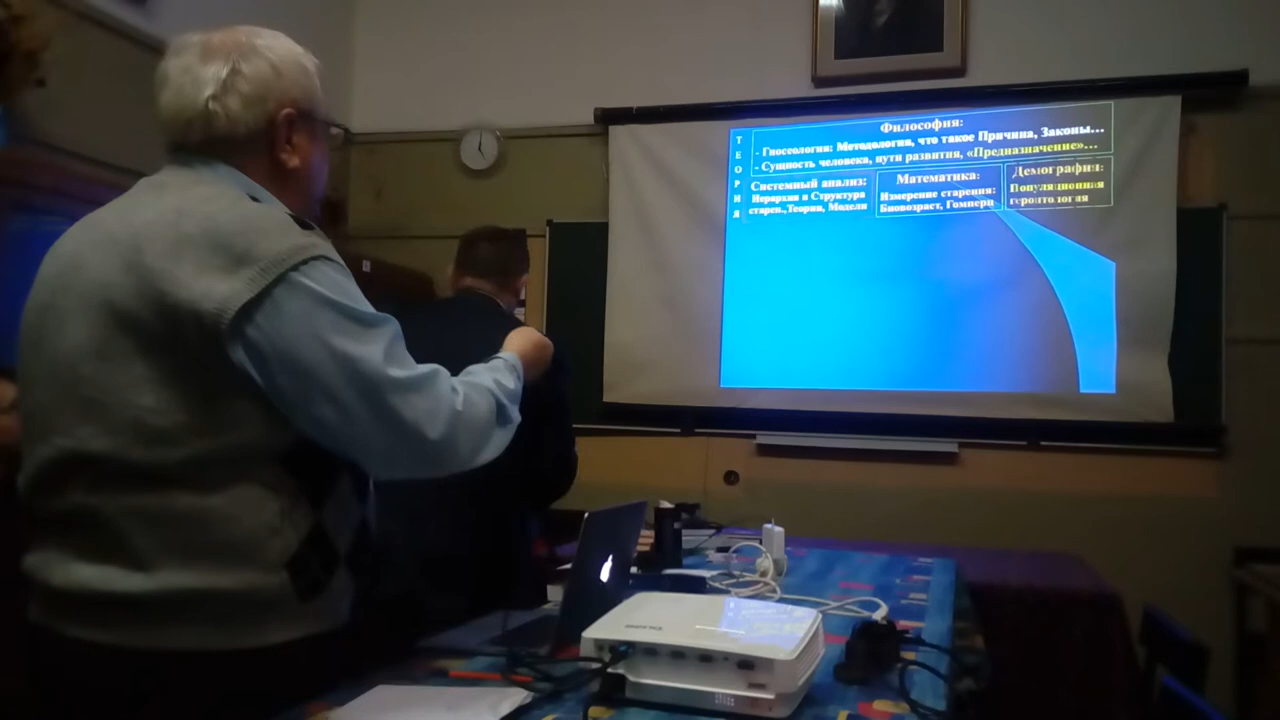 ТЕОРИЯ
Философия:
- Гносеология: Методология, что такое Причина, Законы...
- Сущность человека, пути развития, «Предназначение»...
Системный анализ:
Иерархия и Структура
старен., Теории, Модели
Математика:
Измерение старения:
Биовозраст, Гомперц
Демография:
Популяционная
геронтология